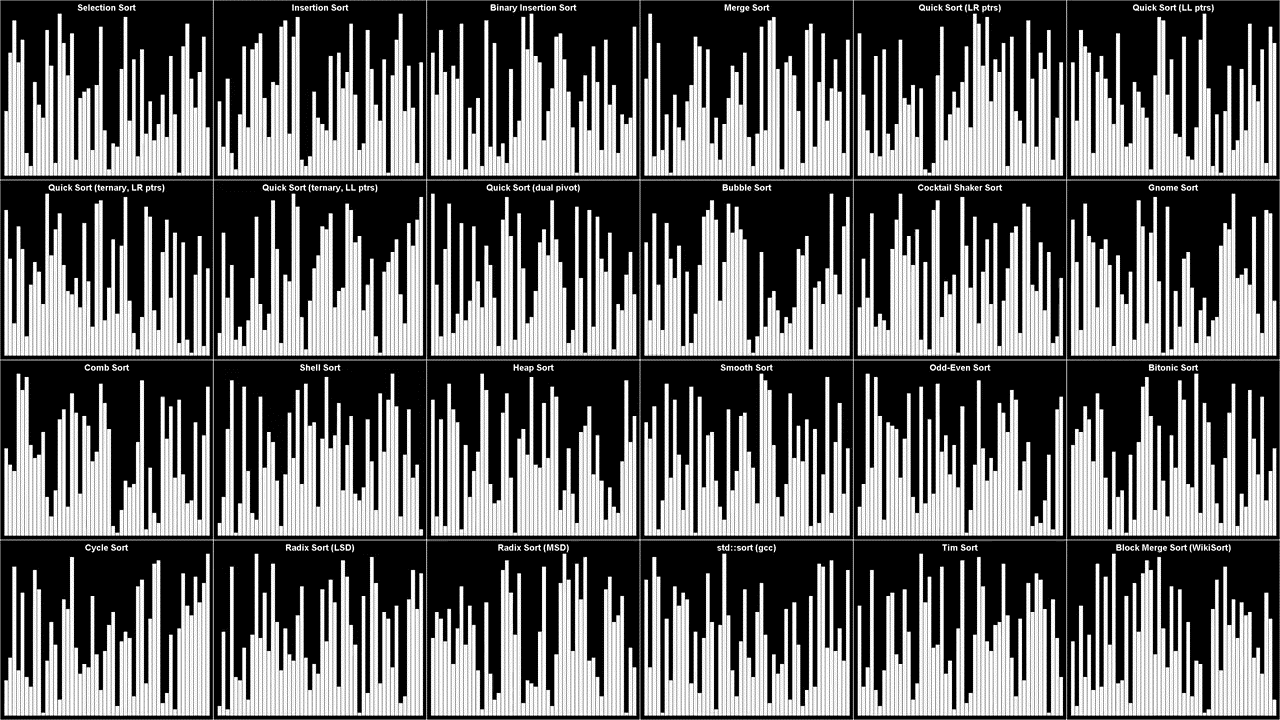 Selection Sort
Insertion Sort
Binary Insertion Sort
Merge Sort
Quick Sort (LR ptrs)
Quick Sort (LL ptrs)
Quick Sort (ternary, LR ptrs)
Quick Sort (ternary, LL ptrs)
Quick Sort (dual pivot)
Bubble Sort
Cocktail Shaker Sort
Gnome Sort
Comb Sort
Shell Sort
Heap Sort
Smooth Sort
Odd-Even Sort
Bitonic Sort
Cycle Sort
Radix Sort (LSD)
Radix Sort (MSD)
std::sort (gcc)
Tim Sort
Block Merge Sort (WikiSort)